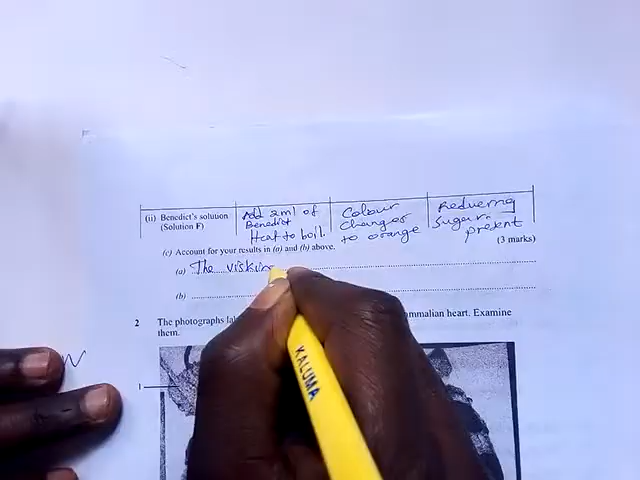 (ii) Benedict's solution (Solution F) Add 2ml of Benedict Heat to boil. Colour Changes to orange Reducing sugar present
(3 marks)
(c) Account for your results in (a) and (b) above.
(a) The viskin
(b)
2 The photographs mammalian heart. Examine
them.
1
KALUMA